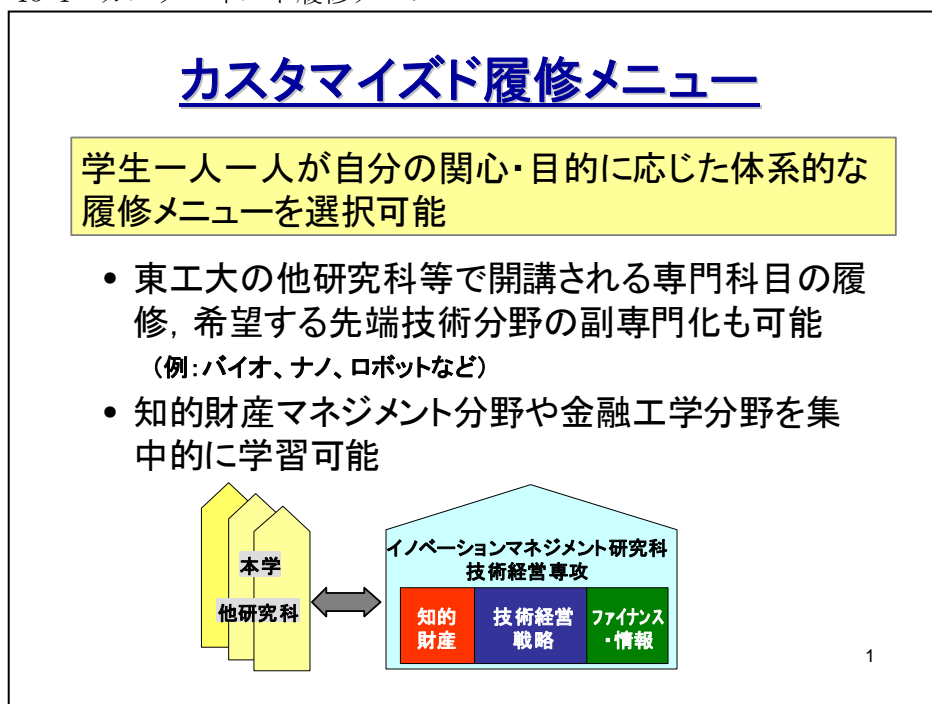 カスタマイズド履修メニュー
学生一人一人が自分の関心・目的に応じた体系的な
履修メニューを選択可能
• 東工大の他研究科等で開講される専門科目の履
修，希望する先端技術分野の副専門化も可能
（例：バイオ、ナノ、ロボットなど）
• 知的財産マネジメント分野や金融工学分野を集
中的に学習可能
本学
他研究科
イノベーションマネジメント研究科
技術経営専攻
知的
財産
技術経営
戦略
ファイナンス
・情報
1